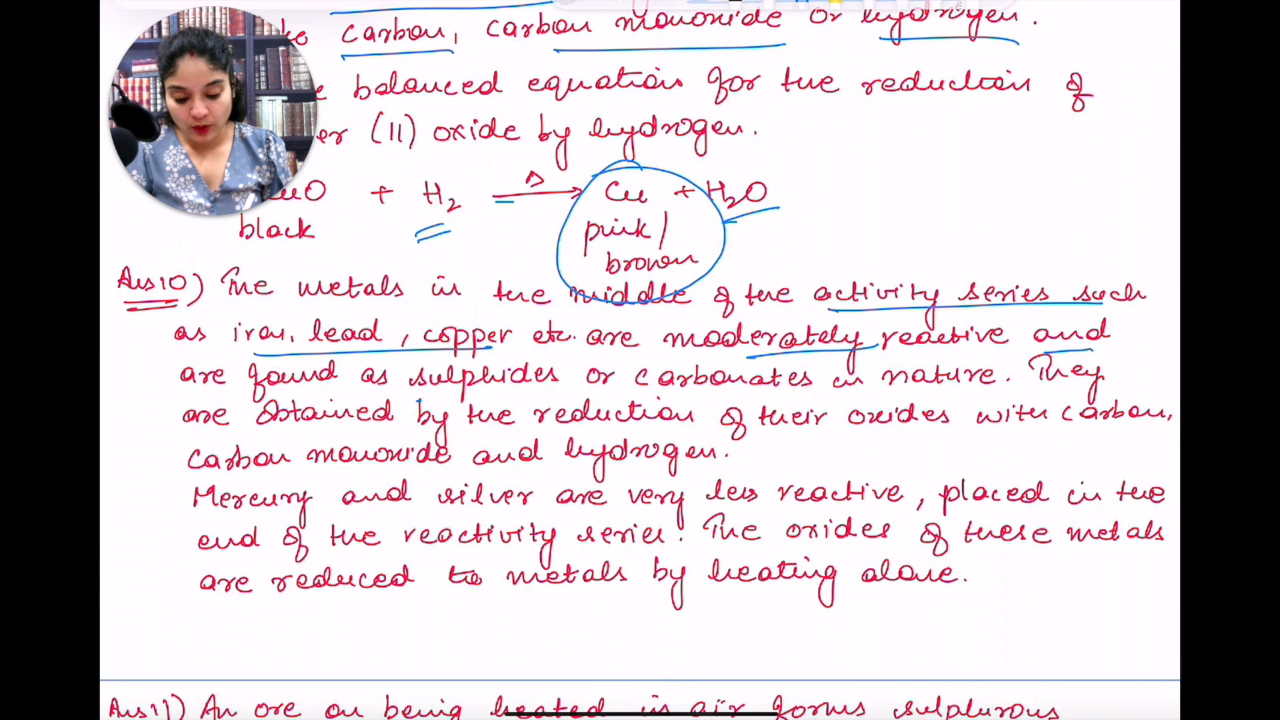 carbon, carbon monoxide or hydrogen.
balanced equation for the reduction of
(II) oxide by hydrogen.
CuO + H2 →Δ Cu + H2O
black pink/
brown
Ans10) The metals in the middle of the activity series such
as iron, lead, copper etc. are moderately reactive and
are found as sulphides or carbonates in nature. They
are obtained by the reduction of their oxides with carbon,
carbon monoxide and hydrogen.
Mercury and silver are very less reactive, placed in the
end of the reactivity series. The oxides of these metals
are reduced to metals by heating alone.
Ans11) An ore on being heated in air forms sulphurous